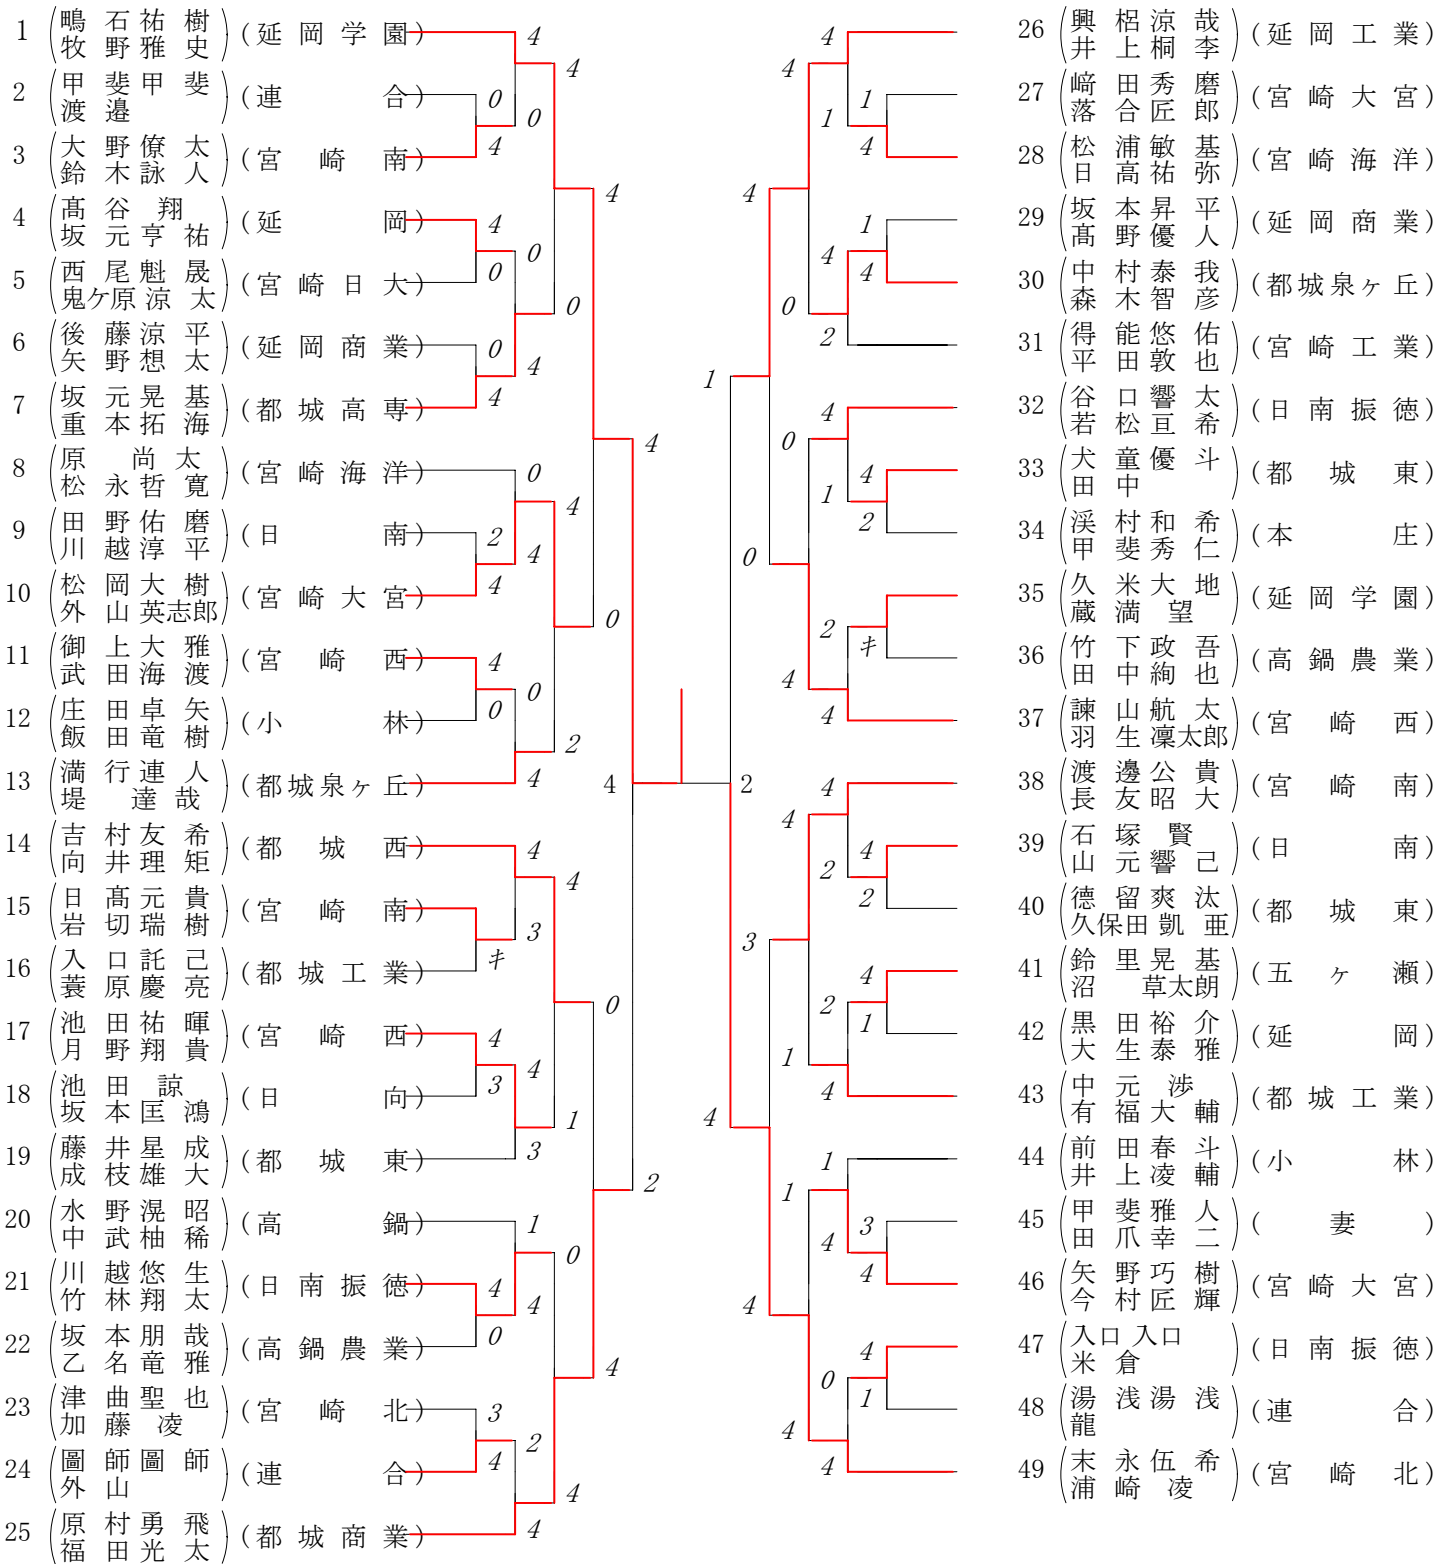 1 (鴫石祐樹 牧野雅史) (延岡学園)
2 (甲斐甲斐 渡邉) (連合)
3 (大野僚太 鈴木詠人) (宮崎南)
4 (髙谷翔 坂元亨祐) (延岡)
5 (西尾魁晟 鬼ケ原涼太) (宮崎日大)
6 (後藤涼平 矢野想太) (延岡商業)
7 (坂元晃基 重本拓海) (都城高専)
8 (原尚太 松永哲寛) (宮崎海洋)
9 (田野佑磨 川越淳平) (日南)
10 (松岡大樹 外山英志郎) (宮崎大宮)
11 (御上大雅 武田海渡) (宮崎西)
12 (庄田卓矢 飯田竜樹) (小林)
13 (満行連人 堤達哉) (都城泉ヶ丘)
14 (吉村友希 向井理矩) (都城西)
15 (日髙元貴 岩切瑞樹) (宮崎南)
16 (入口託己 蓑原慶亮) (都城工業)
17 (池田祐暉 月野翔貴) (宮崎西)
18 (池田諒 坂本匡鴻) (日向)
19 (藤井星成 成枝雄大) (都城東)
20 (水野滉昭 中武柚稀) (高鍋)
21 (川越悠生 竹林翔太) (日南振徳)
22 (坂本朋哉 乙名竜雅) (高鍋農業)
23 (津曲聖也 加藤凌) (宮崎北)
24 (圖師圖師 外山) (連合)
25 (原村勇飛 福田光太) (都城商業)
4
0
4
0
4
4
0
0
4
0
4
4
0
0
2
4
4
4
4
0
0
4
2
0
4
4
4
3
キ
4
3
4
3
4
1
0
1
4
0
4
0
3
4
2
4
4
4
2
4
2
4
1
4
1
4
1
4
4
2
0
4
4
4
2
1
キ
4
2
4
0
0
1
4
4
2
2
4
4
1
4
2
1
3
1
3
4
4
1
4
1
4
0
4
4
4
26 (興梠涼哉 井上桐李) (延岡工業)
27 (﨑田秀磨 落合匠郎) (宮崎大宮)
28 (松浦敏基 日高祐弥) (宮崎海洋)
29 (坂本昇平 髙野優人) (延岡商業)
30 (中村泰我 森木智彦) (都城泉ヶ丘)
31 (得能悠佑 平田敦也) (宮崎工業)
32 (谷口響太 若松亘希) (日南振徳)
33 (犬童優斗 田中) (都城東)
34 (渓村和希 甲斐秀仁) (本庄)
35 (久米大地 蔵満望) (延岡学園)
36 (竹下政吾 田中絢也) (高鍋農業)
37 (諫山航太 羽生凜太郎) (宮崎西)
38 (渡邊公貴 長友昭大) (宮崎南)
39 (石塚賢 山元響己) (日南)
40 (德留爽汰 久保田凱亜) (都城東)
41 (鈴里晃基 沼草太朗) (五ヶ瀬)
42 (黒田裕介 大生泰雅) (延岡)
43 (中元渉 有福大輔) (都城工業)
44 (前田春斗 井上凌輔) (小林)
45 (甲斐雅人 田爪幸二) (妻)
46 (矢野巧樹 今村匠輝) (宮崎大宮)
47 (入口入口 米倉) (日南振徳)
48 (湯浅湯浅 龍) (連合)
49 (末永伍希 浦崎凌) (宮崎北)